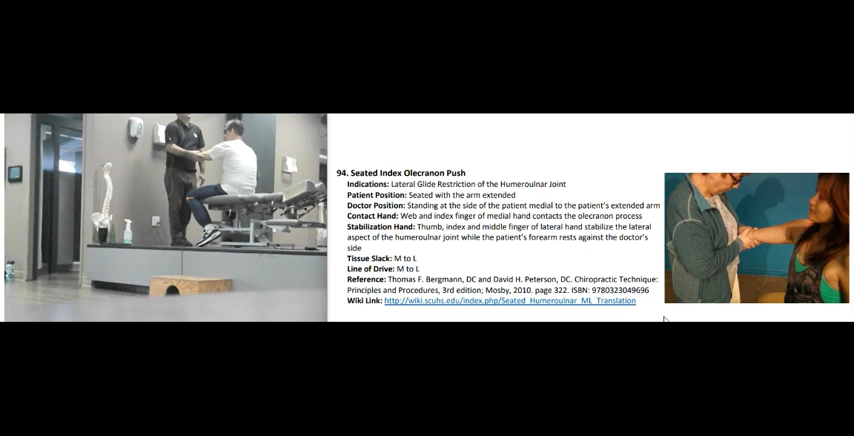 94. Seated Index Olecranon Push
Indications: Lateral Glide Restriction of the Humeroulnar Joint
Patient Position: Seated with the arm extended
Doctor Position: Standing at the side of the patient medial to the patient's extended arm
Contact Hand: Web and index finger of medial hand contacts the olecranon process
Stabilization Hand: Thumb, index and middle finger of lateral hand stabilize the lateral
aspect of the humeroulnar joint while the patient's forearm rests against the doctor's
side
Tissue Slack: M to L
Line of Drive: M to L
Reference: Thomas F. Bergmann, DC and David H. Peterson, DC. Chiropractic Technique:
Principles and Procedures, 3rd edition; Mosby, 2010. page 322. ISBN: 9780323049696
Wiki Link: http://wiki.scuhs.edu/index.php/Seated_Humeroulnar_ML_Translation